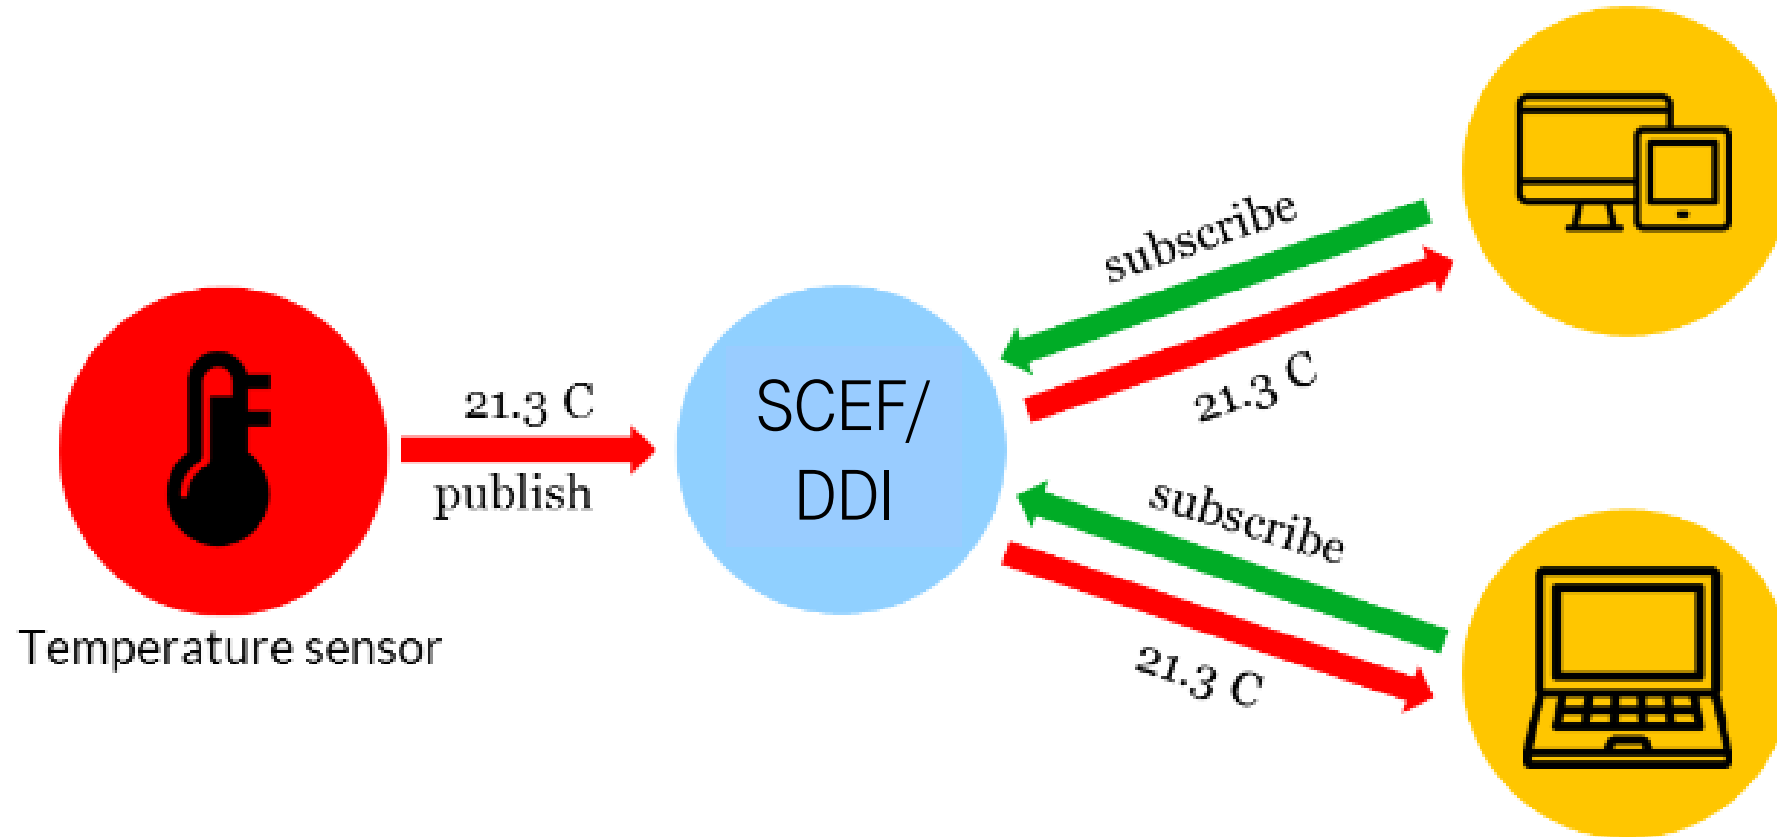 21.3 C
publish
Temperature sensor
SCEF/
DDI
subscribe
21.3 C
subscribe
21.3 C